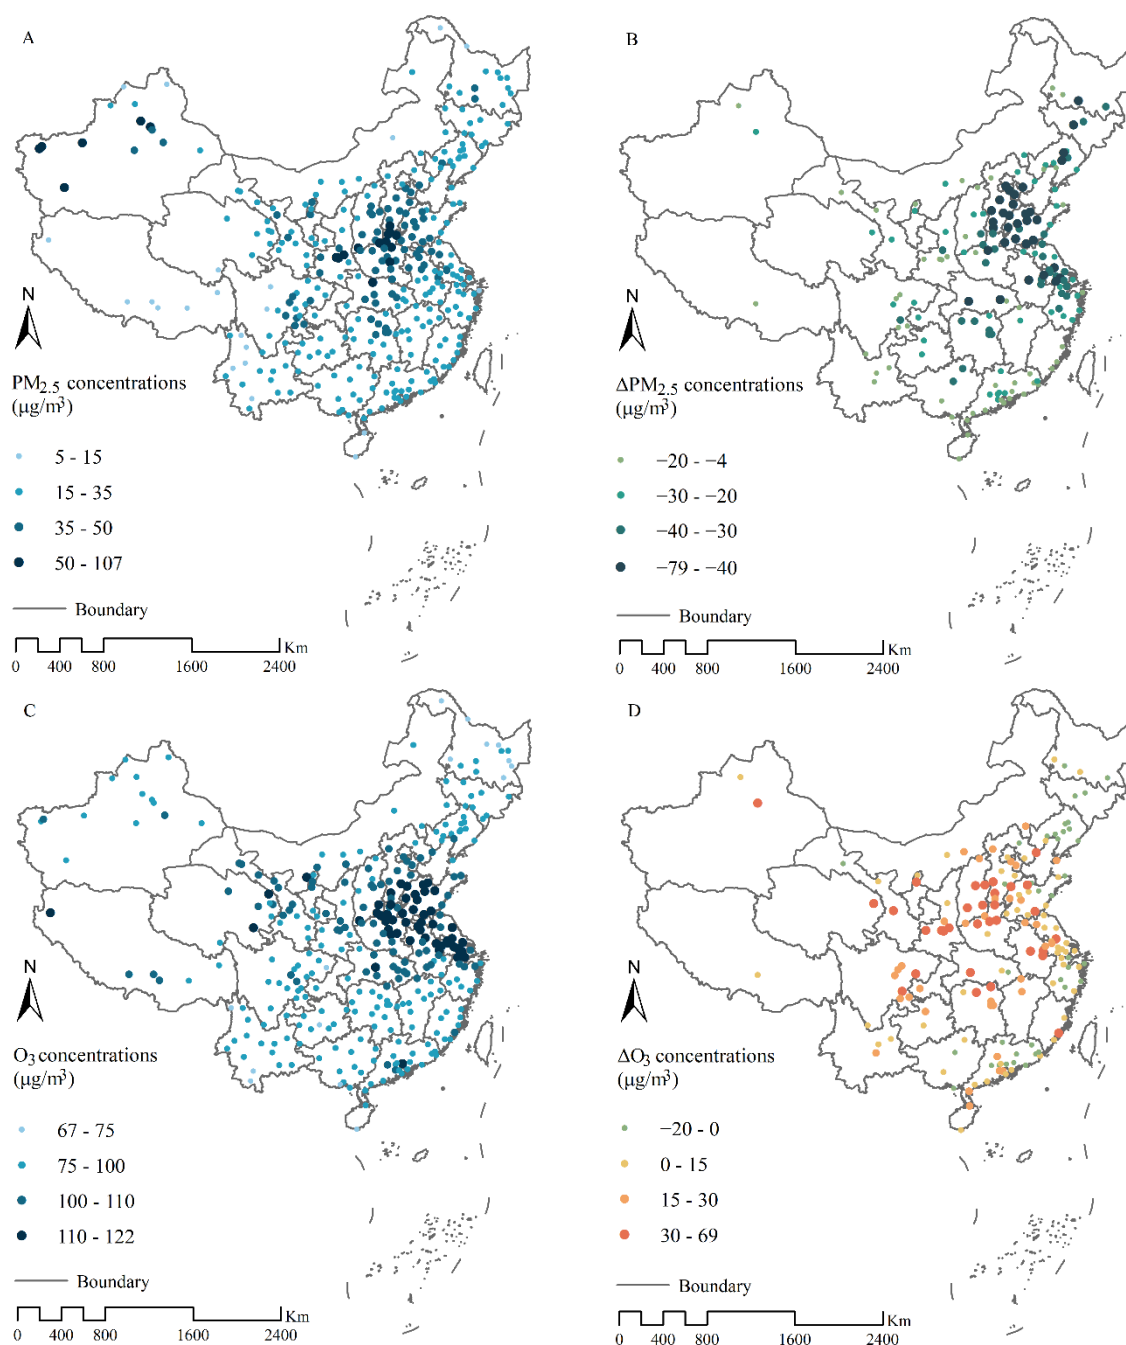 A
N
PM2.5 concentrations
(μg/m³)
5 - 15
15 - 35
35 - 50
50 - 107
Boundary
Km
0 400 800 1600 2400
B
N
ΔPM2.5 concentrations
(μg/m³)
−20 - −4
−30 - −20
−40 - −30
−79 - −40
Boundary
Km
0 400 800 1600 2400
C
N
O3 concentrations
(μg/m³)
67 - 75
75 - 100
100 - 110
110 - 122
Boundary
Km
0 400 800 1600 2400
D
N
ΔO3 concentrations
(μg/m³)
−20 - 0
0 - 15
15 - 30
30 - 69
Boundary
Km
0 400 800 1600 2400